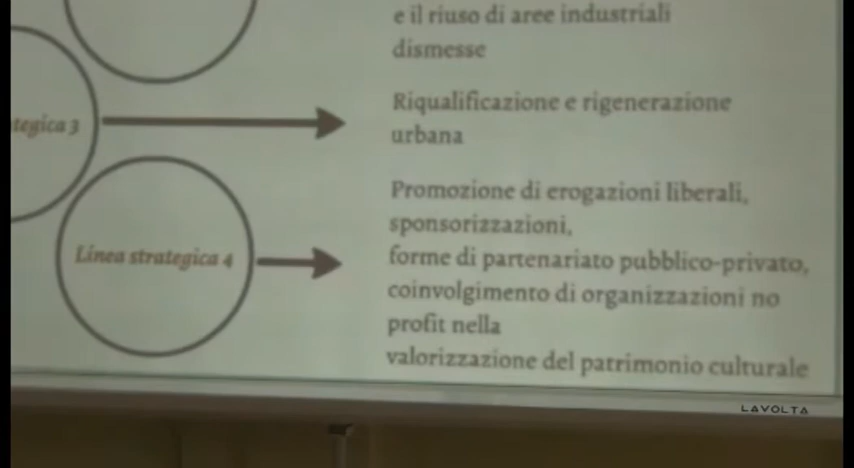 e il riuso di aree industriali
dismesse
tegica 3
Riqualificazione e rigenerazione
urbana
Linea strategica 4
Promozione di erogazioni liberali,
sponsorizzazioni,
forme di partenariato pubblico-privato,
coinvolgimento di organizzazioni no
profit nella
valorizzazione del patrimonio culturale
LAVOLTA